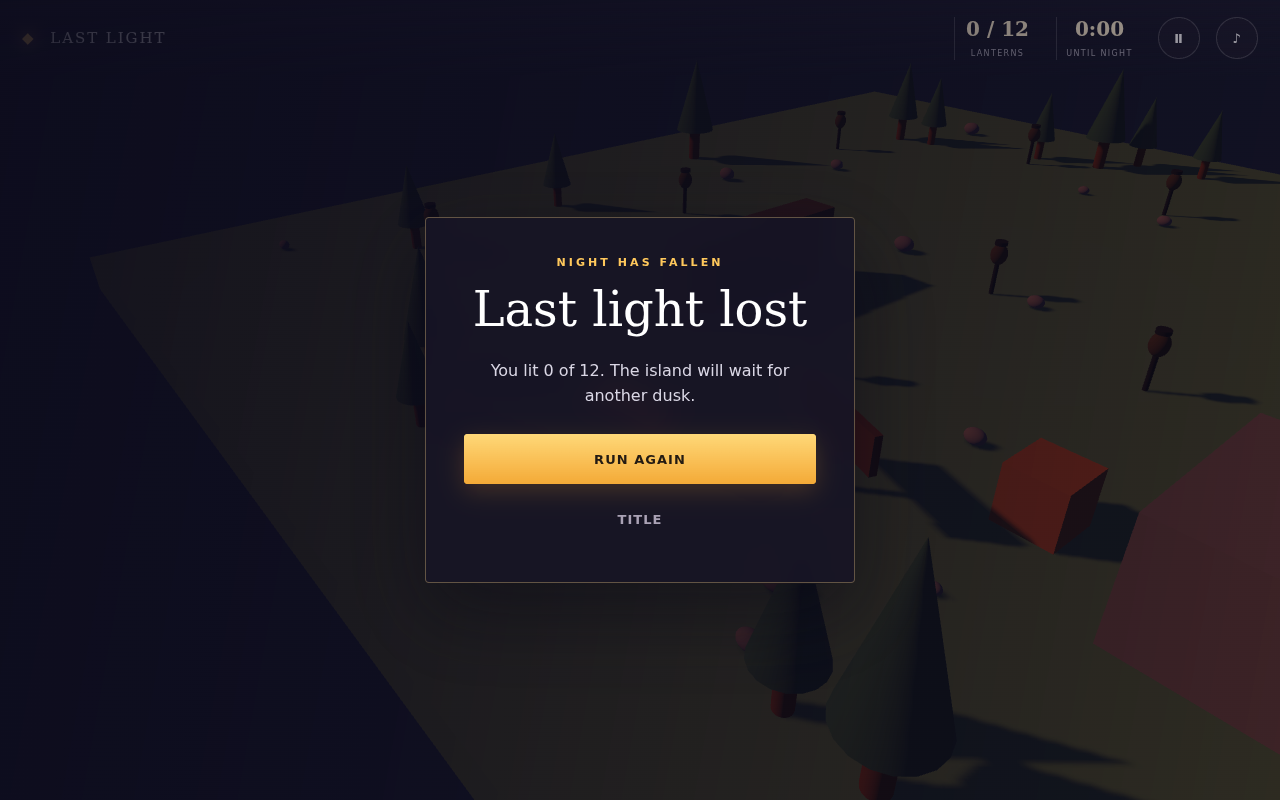 LAST LIGHT
0 / 12
LANTERNS
0:00
UNTIL NIGHT
NIGHT HAS FALLEN
Last light lost
You lit 0 of 12. The island will wait for
another dusk.
RUN AGAIN
TITLE